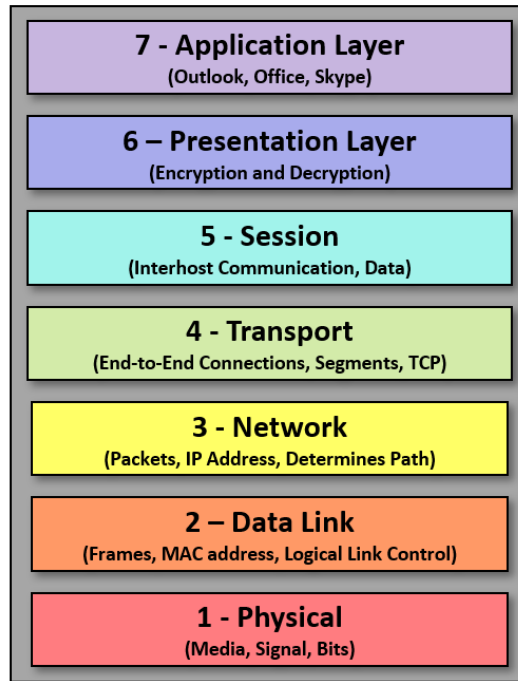 7 - Application Layer
(Outlook, Office, Skype)
6 – Presentation Layer
(Encryption and Decryption)
5 - Session
(Interhost Communication, Data)
4 - Transport
(End-to-End Connections, Segments, TCP)
3 - Network
(Packets, IP Address, Determines Path)
2 – Data Link
(Frames, MAC address, Logical Link Control)
1 - Physical
(Media, Signal, Bits)